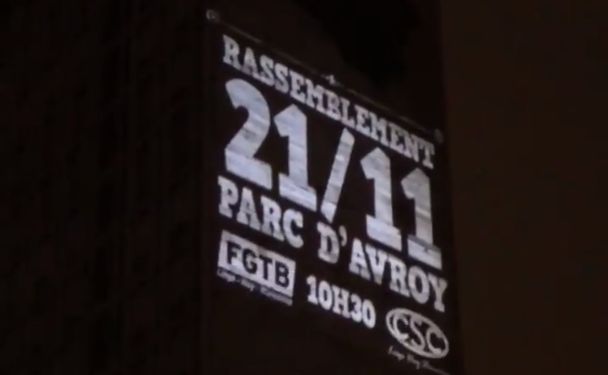 RASSEMBLEMENT
21/11
PARC D'AVROY
FGTB
10H30
CSC